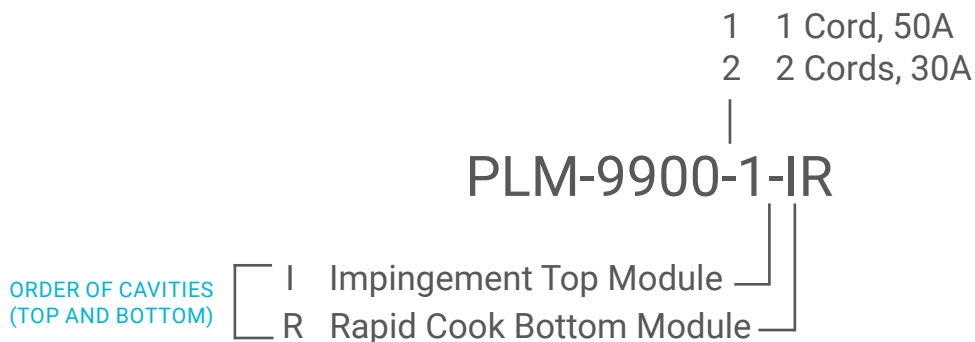 1 1 Cord, 50A
2 2 Cords, 30A
PLM-9900-1-IR
ORDER OF CAVITIES
(TOP AND BOTTOM)
I Impingement Top Module
R Rapid Cook Bottom Module